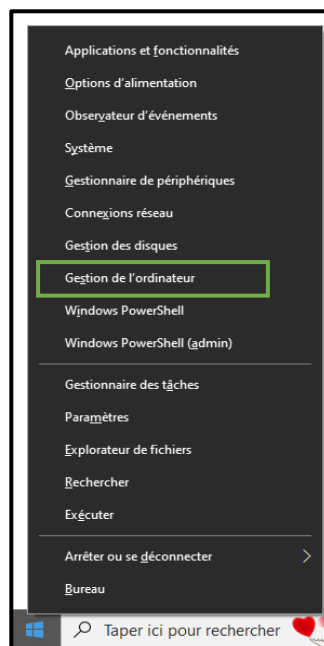 Applications et fonctionnalités
Options d'alimentation
Observateur d'événements
Système
Gestionnaire de périphériques
Connexions réseau
Gestion des disques
Gestion de l'ordinateur
Windows PowerShell
Windows PowerShell (admin)
Gestionnaire des tâches
Paramètres
Explorateur de fichiers
Rechercher
Exécuter
Arrêter ou se déconnecter
Bureau
Taper ici pour rechercher